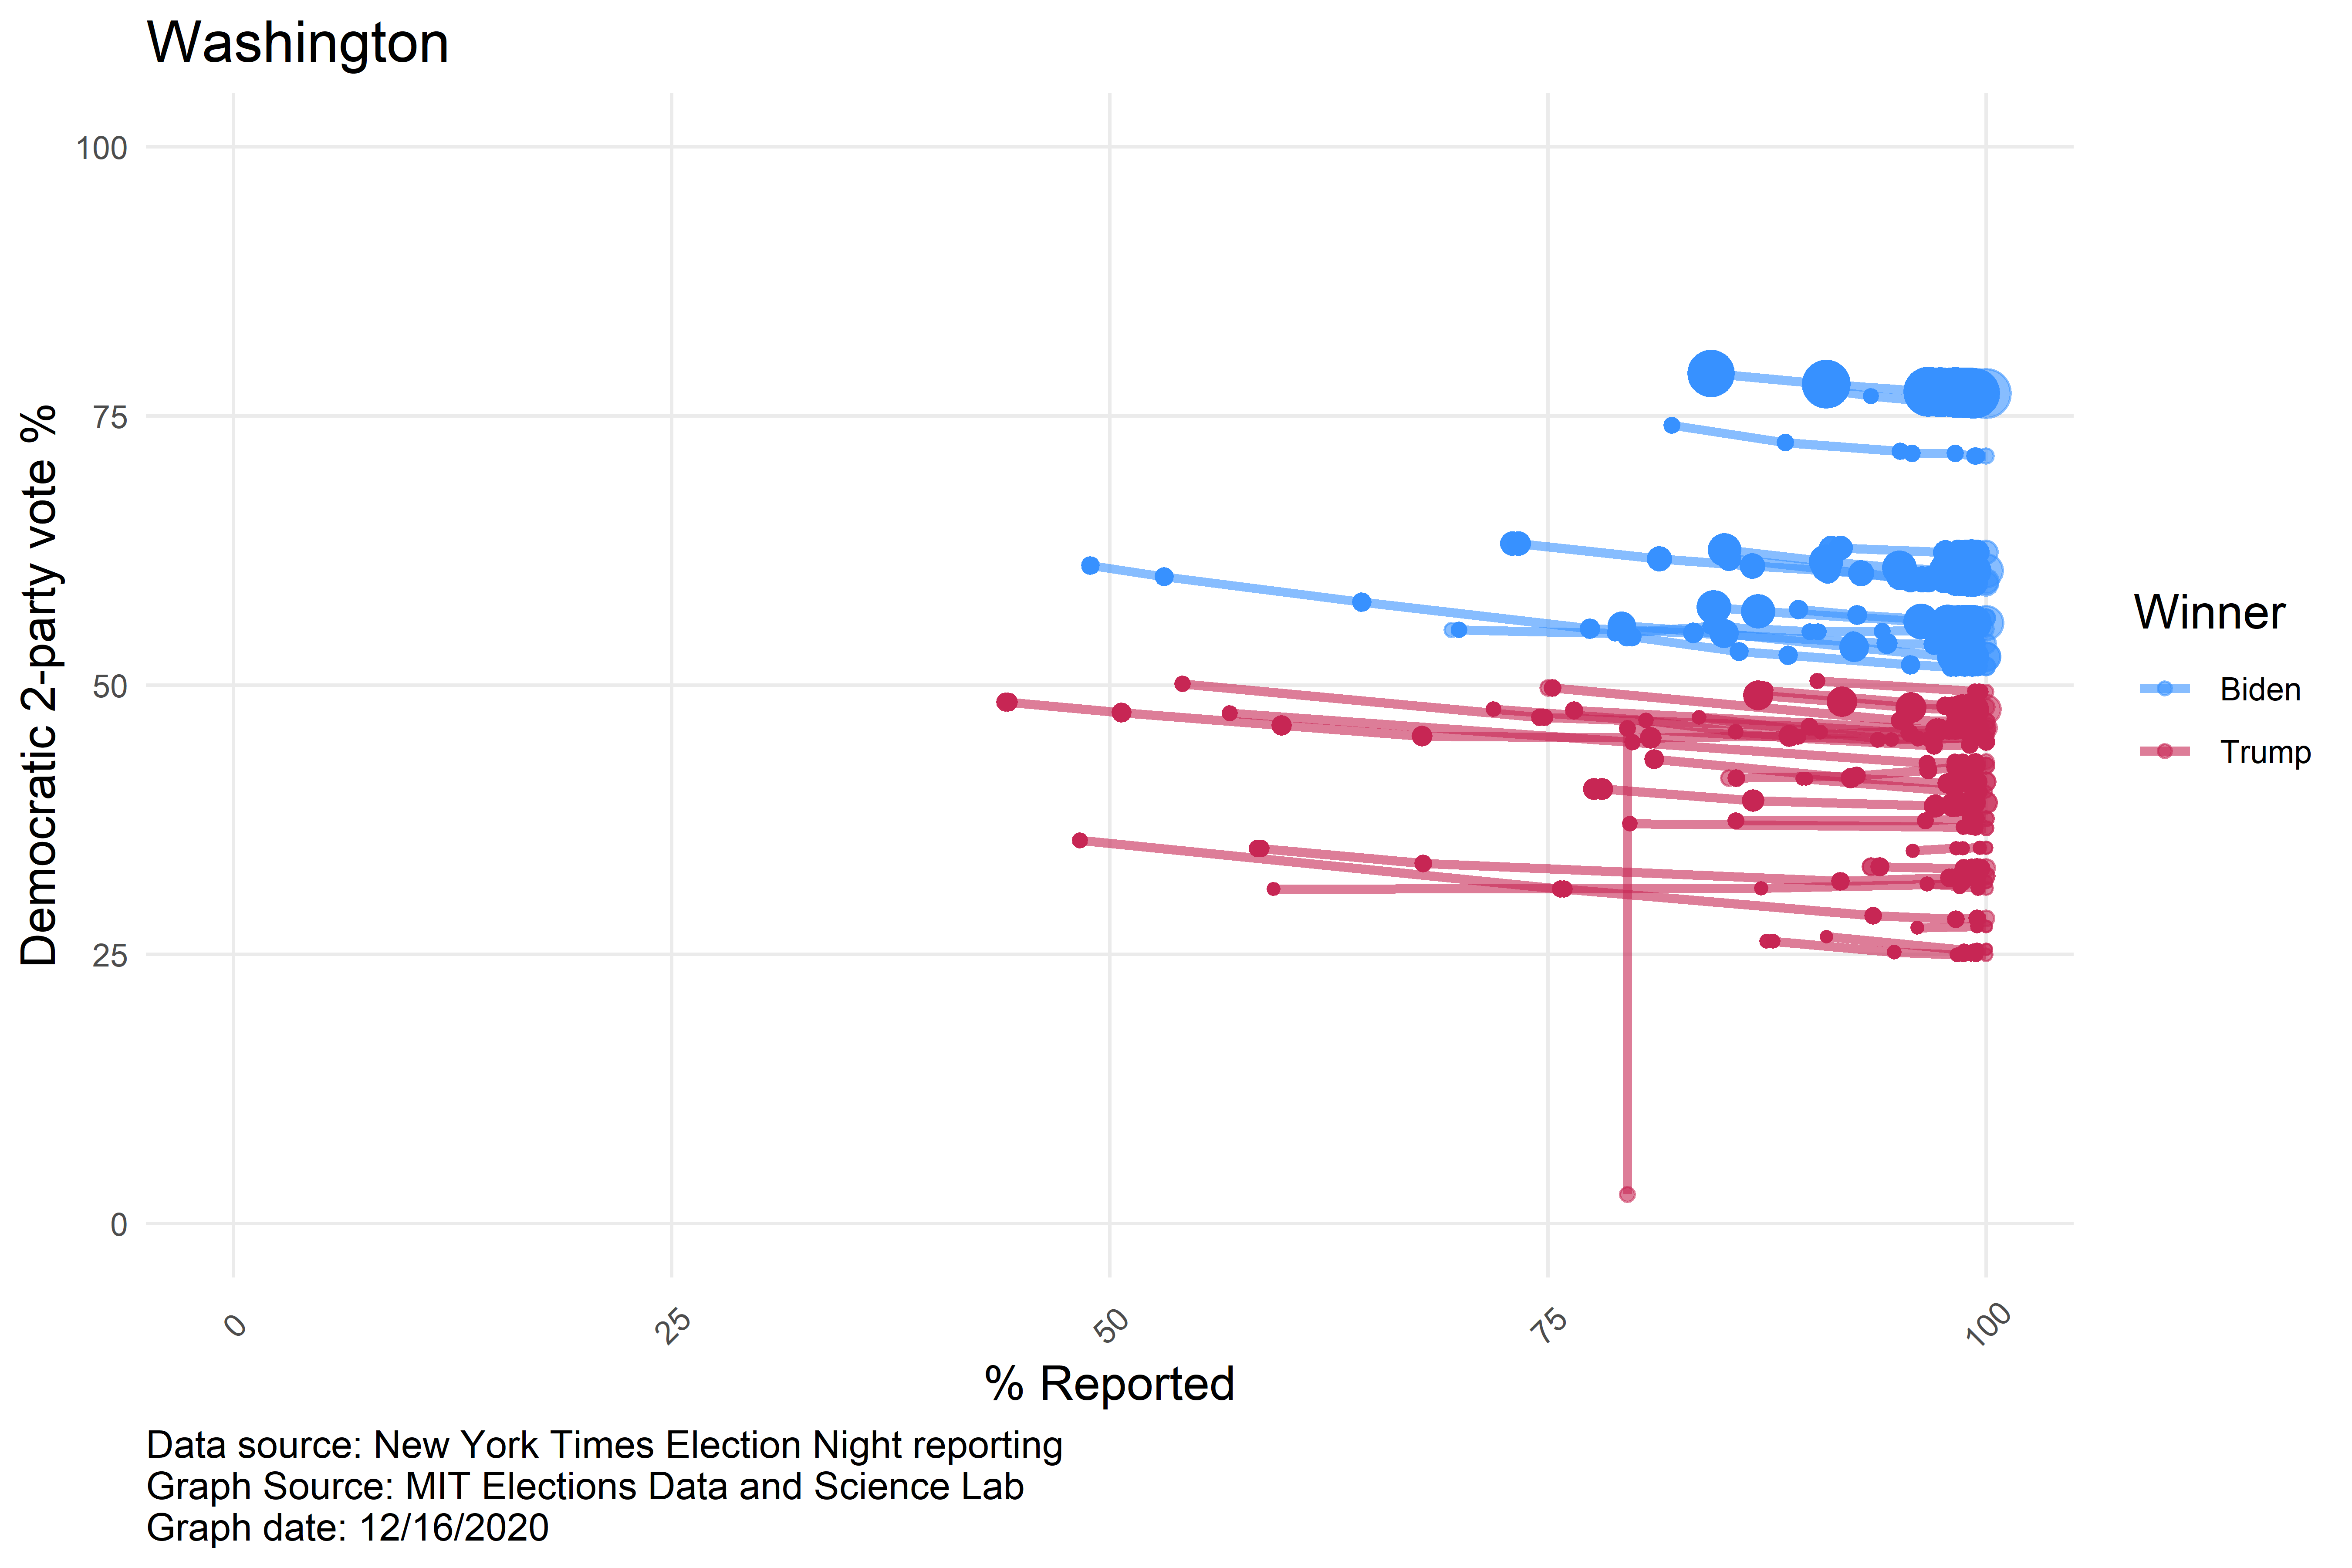 Washington
100
75
50
25
0
Democratic 2-party vote %
0
25
50
75
100
% Reported
Winner
Biden
Trump
Data source: New York Times Election Night reporting
Graph Source: MIT Elections Data and Science Lab
Graph date: 12/16/2020